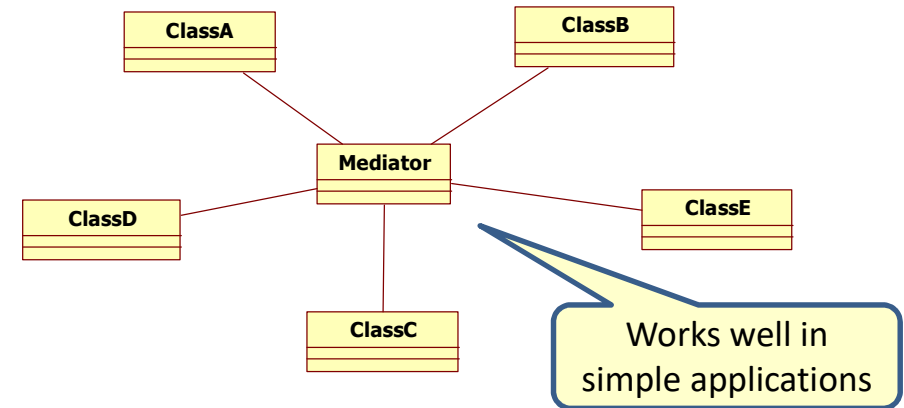 ClassA
ClassB
Mediator
ClassD
ClassE
ClassC
Works well in
simple applications